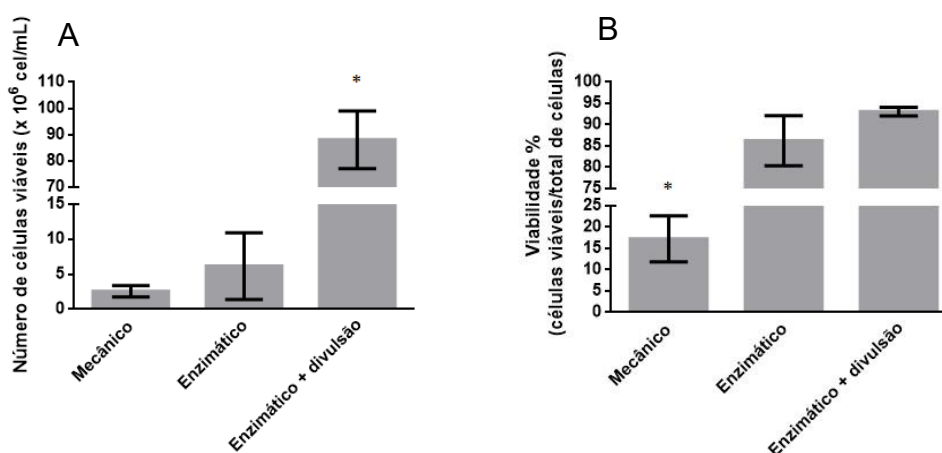 A
Número de células viáveis (x 10⁶ cel/mL)
110
100
90
80
70
15
10
5
0
*
Mecânico
Enzimático
Enzimático + divulsão
B
Viabilidade %
(células viáveis/total de células)
100
95
90
85
80
75
25
20
15
10
5
0
*
Mecânico
Enzimático
Enzimático + divulsão